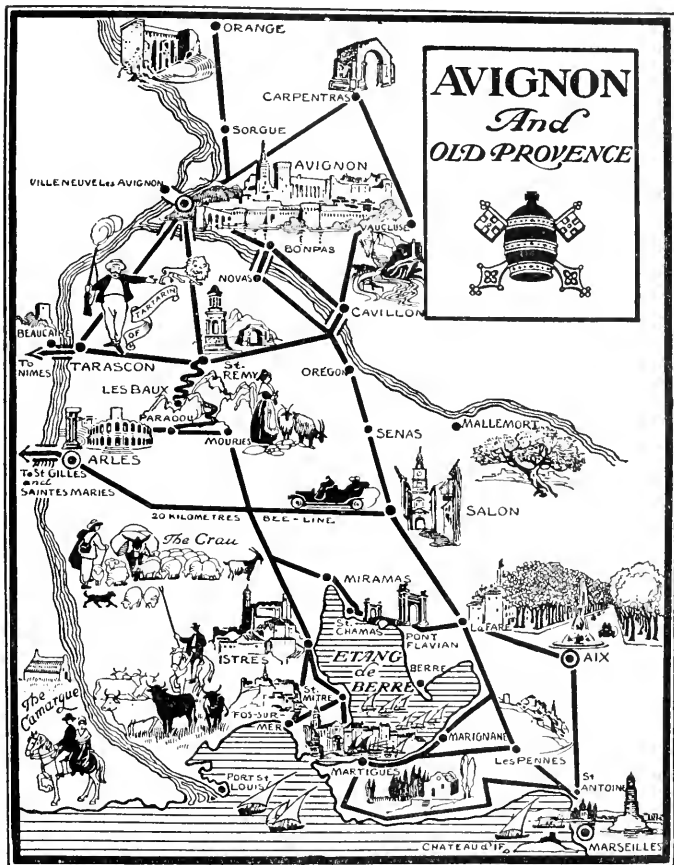 ORANGE
CARPENTRAS
AVIGNON
And
OLD PROVENCE
SORGUE
AVIGNON
VILLENEUVE Les AVIGNON
VAUCLUSE
BONPAS
NOVAS
CAVILLON
TARTARIN
OF
BEAUCAIRE
To
NIMES
TARASCON
St.
REMY
OREGON
LES BAUX
PARADOU
MOURIES
SENAS
MALLEMORT
ARLES
To St GILLES
and
SAINTES MARIES
SALON
20 KILOMETRES BEE-LINE
The Crau
MIRAMAS
St.
CHAMAS
PONT
FLAVIAN
La FARE
AIX
ISTRES
ETANG
de
BERRE
BERRE
The
Camargue
St.
MITRE
FOS-SUR-
MER
MARIGNANE
Les PENNES
MARTIGUES
PORT St.
LOUIS
St
ANTOINE
CHATEAU d'IF
MARSEILLES